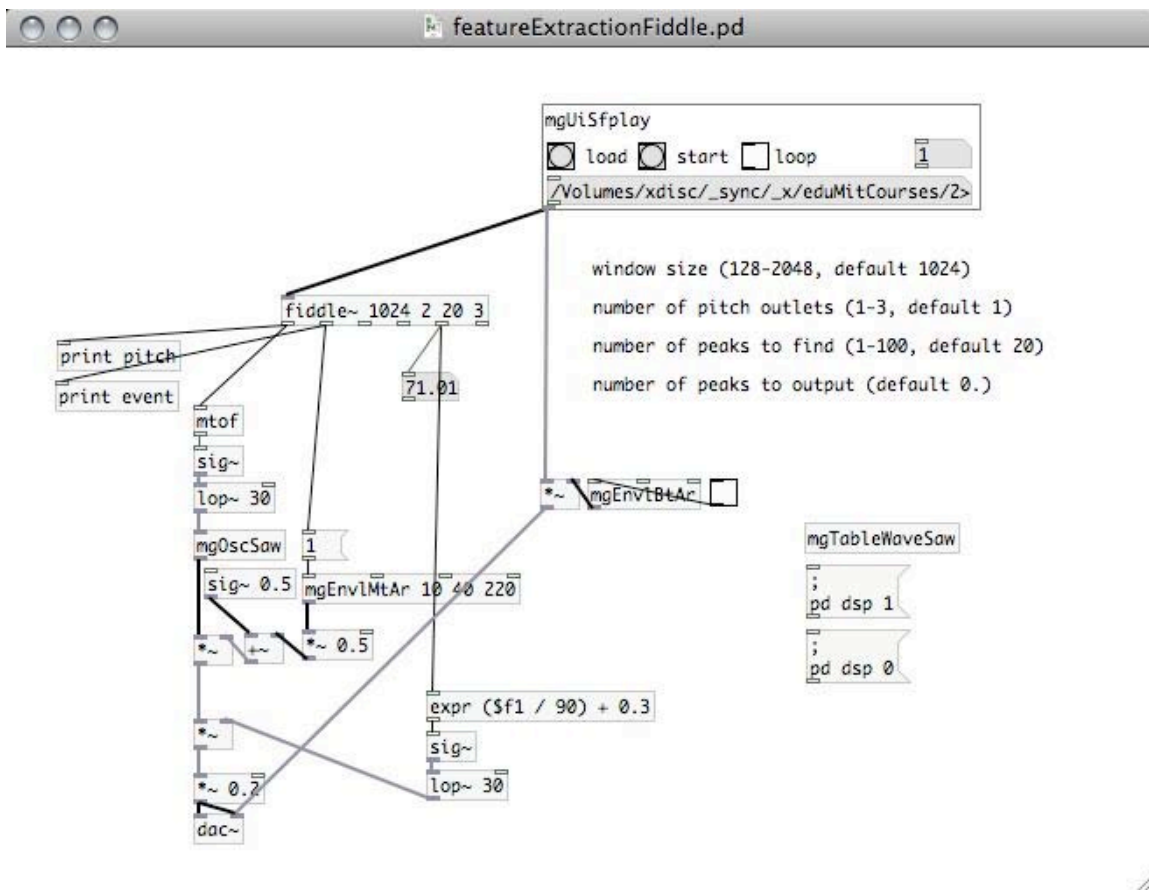 featureExtractionFiddle.pd
mgUiSfplay
load start loop 1
/Volumes/xdisc/_sync/_x/eduMitCourses/2>
window size (128-2048, default 1024)
fiddle~ 1024 2 20 3
number of pitch outlets (1-3, default 1)
print pitch
number of peaks to find (1-100, default 20)
print event
71.01
number of peaks to output (default 0.)
mtof
sig~
lop~ 30
*~
mgEnvlBtAr
mgOscSaw
1
mgTableWaveSaw
sig~ 0.5
mgEnvlMtAr 10 40 220
;
pd dsp 1
*~
+~
*~ 0.5
;
pd dsp 0
expr ($f1 / 90) + 0.3
*~
sig~
*~ 0.2
lop~ 30
dac~